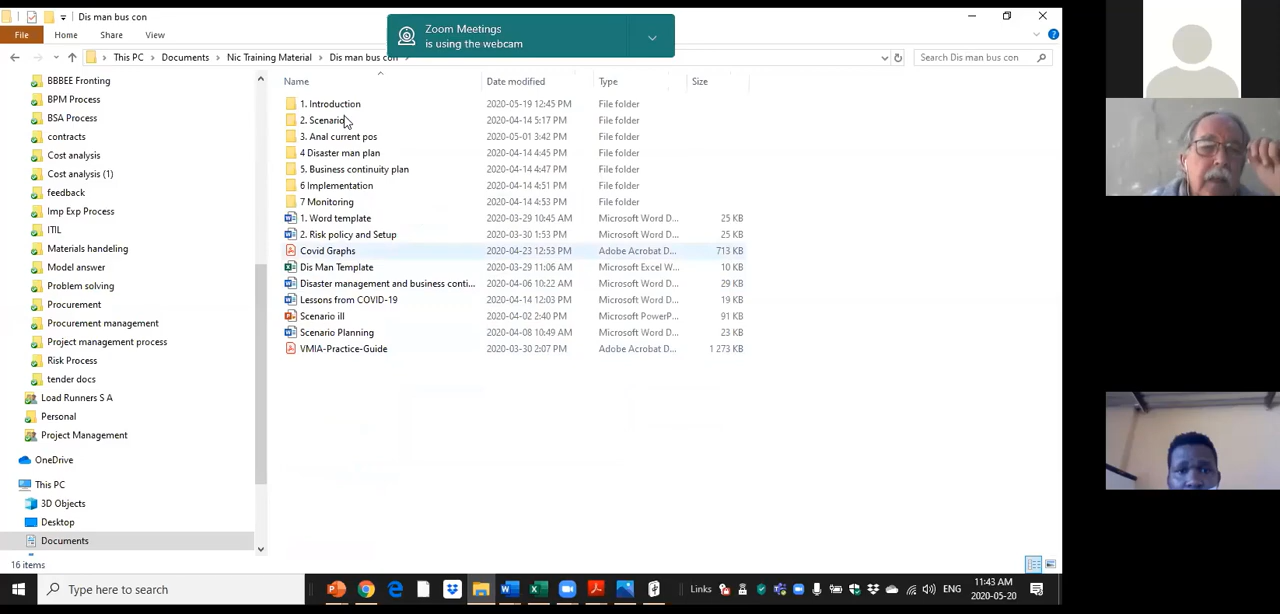 Dis man bus con
File Home Share View
Zoom Meetings
is using the webcam
This PC Documents Nic Training Material Dis man bus con
Search Dis man bus con
BBBEE Fronting
BPM Process
BSA Process
contracts
Cost analysis
Cost analysis (1)
feedback
Imp Exp Process
ITIL
Materials handeling
Model answer
Problem solving
Procurement
Procurement management
Project management process
Risk Process
tender docs
Load Runners S A
Personal
Project Management
OneDrive
This PC
3D Objects
Desktop
Documents
Name Date modified Type Size
1. Introduction 2020-05-19 12:45 PM File folder
2. Scenario 2020-04-14 5:17 PM File folder
3. Anal current pos 2020-05-01 3:42 PM File folder
4 Disaster man plan 2020-04-14 4:45 PM File folder
5. Business continuity plan 2020-04-14 4:47 PM File folder
6 Implementation 2020-04-14 4:51 PM File folder
7 Monitoring 2020-04-14 4:53 PM File folder
1. Word template 2020-03-29 10:45 AM Microsoft Word D... 25 KB
2. Risk policy and Setup 2020-03-30 1:53 PM Microsoft Word D... 25 KB
Covid Graphs 2020-04-23 12:53 PM Adobe Acrobat D... 713 KB
Dis Man Template 2020-03-29 11:06 AM Microsoft Excel W... 10 KB
Disaster management and business conti... 2020-04-06 10:22 AM Microsoft Word D... 29 KB
Lessons from COVID-19 2020-04-14 12:03 PM Microsoft Word D... 19 KB
Scenario ill 2020-04-02 2:40 PM Microsoft PowerP... 91 KB
Scenario Planning 2020-04-08 10:49 AM Microsoft Word D... 23 KB
VMIA-Practice-Guide 2020-03-30 2:07 PM Adobe Acrobat D... 1 273 KB
16 items
Type here to search
Links
ENG
11:43 AM
2020-05-20